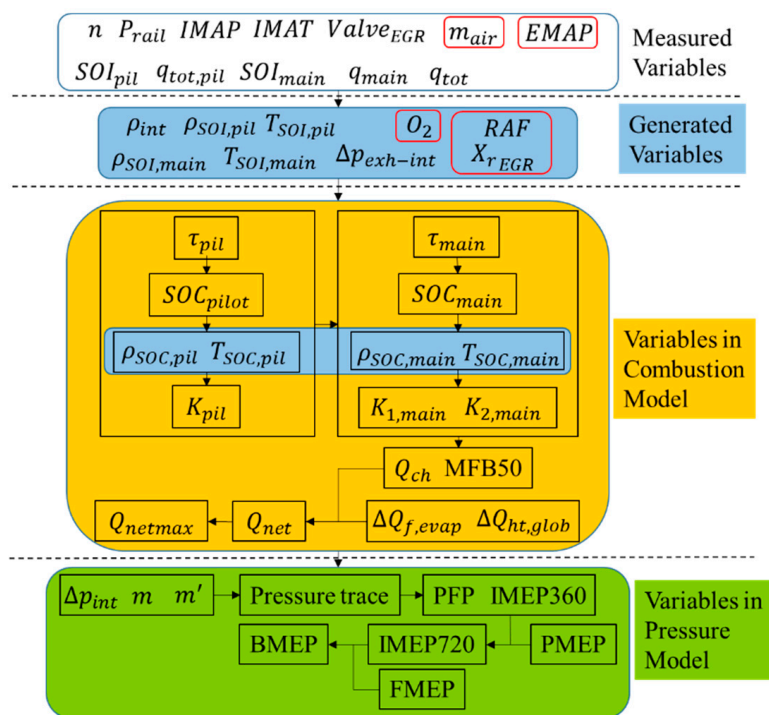 n P_rail IMAP IMAT Valve_EGR m_air EMAP
SOI_pil q_tot,pil SOI_main q_main q_tot
Measured
Variables
ρ_int ρ_SOI,pil T_SOI,pil O_2 RAF
ρ_SOI,main T_SOI,main Δp_exh−int X_r_EGR
Generated
Variables
τ_pil τ_main
SOC_pilot SOC_main
ρ_SOC,pil T_SOC,pil ρ_SOC,main T_SOC,main
K_pil K_1,main K_2,main
Q_ch MFB50
Q_netmax Q_net ΔQ_f,evap ΔQ_ht,glob
Variables in
Combustion
Model
Δp_int m m′ Pressure trace PFP IMEP360
BMEP IMEP720 PMEP
FMEP
Variables in
Pressure
Model